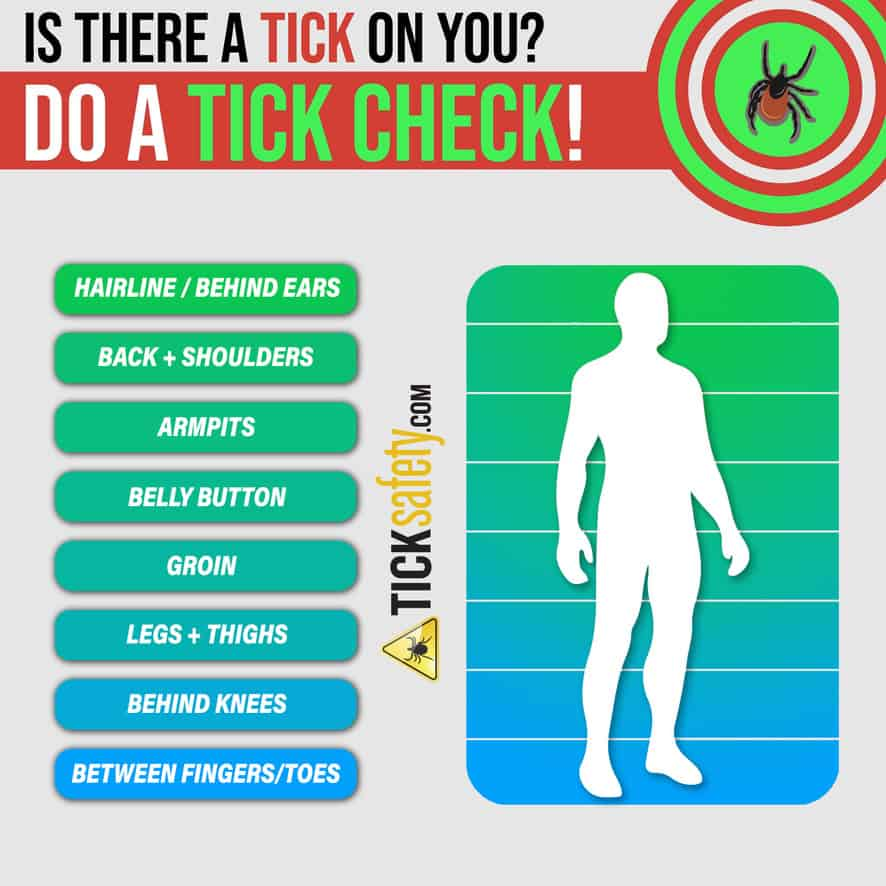 IS THERE A TICK ON YOU?
DO A TICK CHECK!
HAIRLINE / BEHIND EARS
BACK + SHOULDERS
ARMPITS
BELLY BUTTON
GROIN
LEGS + THIGHS
BEHIND KNEES
BETWEEN FINGERS/TOES
TICKsafety.COM